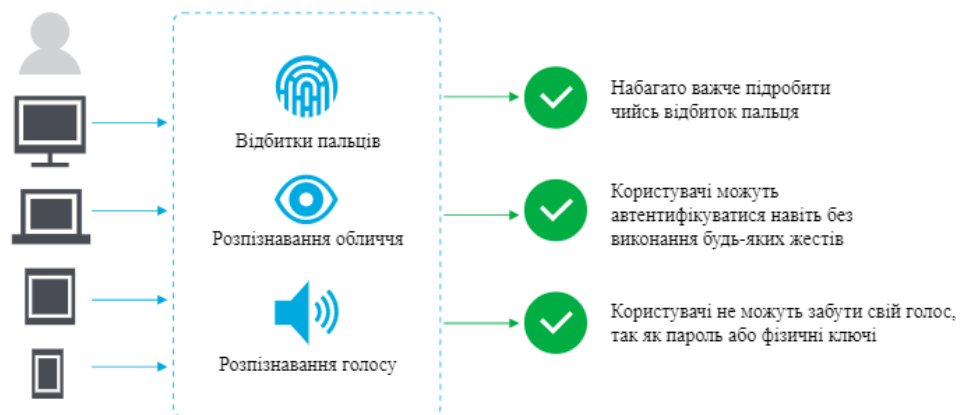 Відбитки пальців
Розпізнавання обличчя
Розпізнавання голосу
Набагато важче підробити
чийсь відбиток пальця
Користувачі можуть
автентифікуватися навіть без
виконання будь-яких жестів
Користувачі не можуть забути свій голос,
так як пароль або фізичні ключі